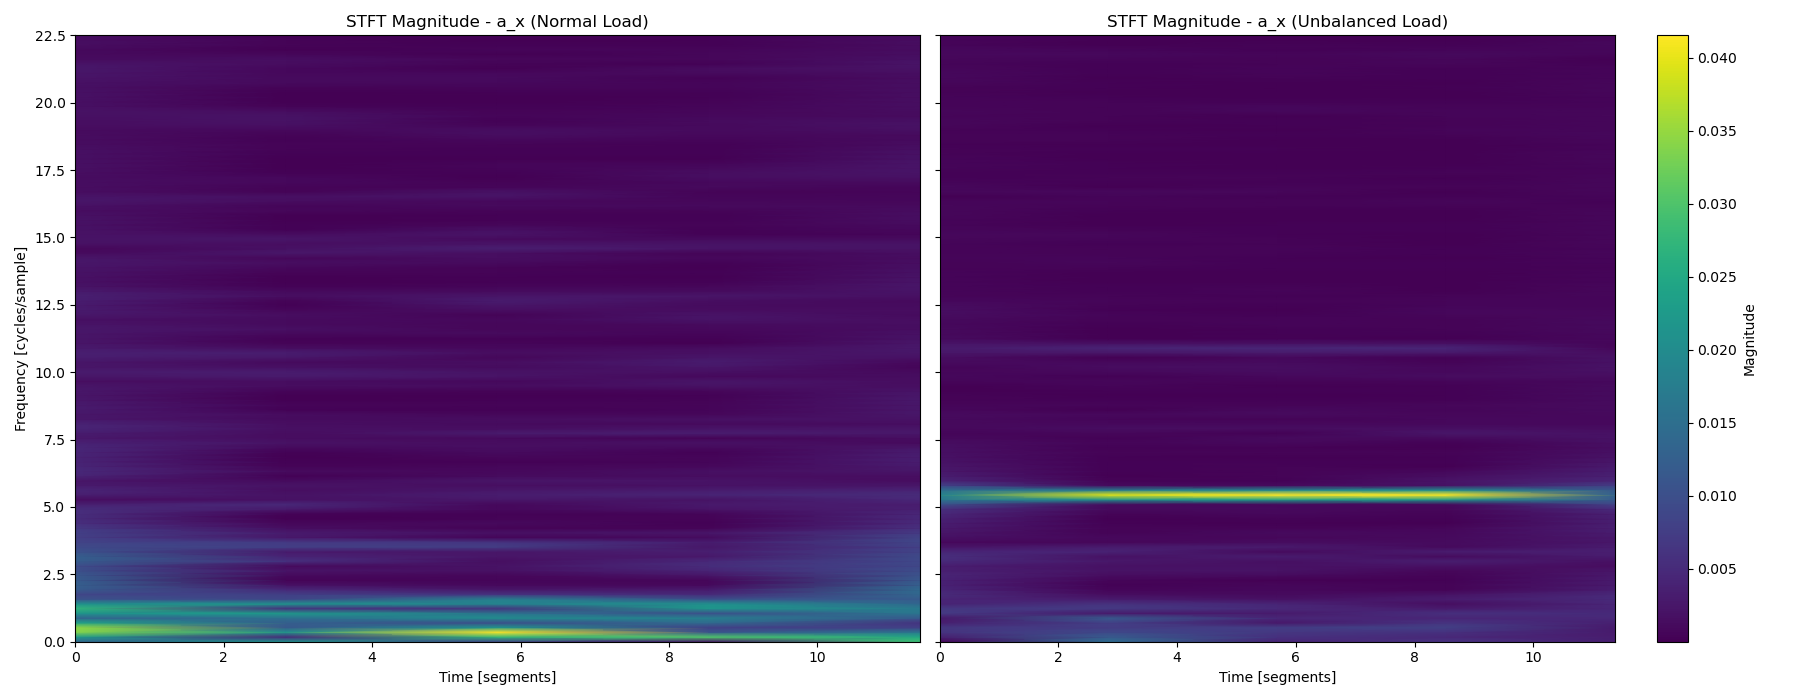 STFT Magnitude - a_x (Normal Load)
STFT Magnitude - a_x (Unbalanced Load)
22.5
20.0
17.5
15.0
12.5
10.0
7.5
5.0
2.5
0.0
Frequency [cycles/sample]
0 2 4 6 8 10
Time [segments]
0 2 4 6 8 10
Time [segments]
0.040
0.035
0.030
0.025
0.020
0.015
0.010
0.005
Magnitude